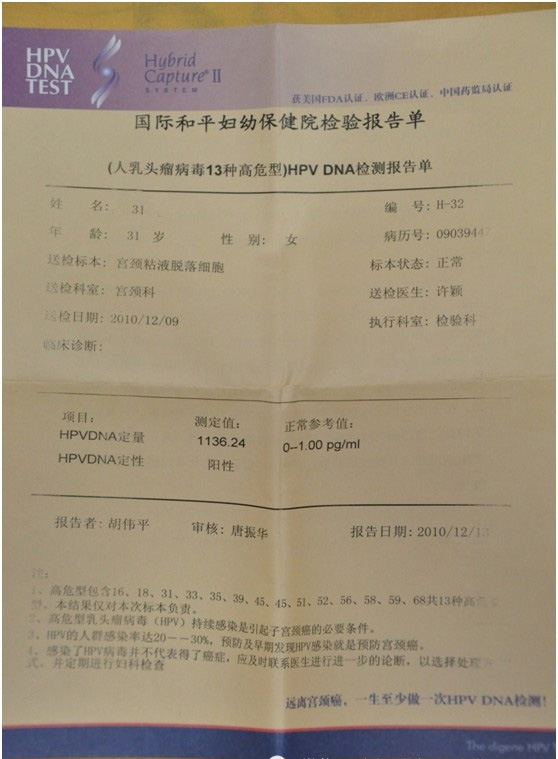 HPV
DNA
TEST
Hybrid
Capture® II
SYSTEM
获美国FDA认证、欧洲CE认证、中国药监局认证
国际和平妇幼保健院检验报告单
(人乳头瘤病毒13种高危型)HPV DNA检测报告单
姓 名: 31 编 号: H-32
年 龄: 31 岁 性 别: 女 病历号: 0903944
送检标本: 宫颈粘液脱落细胞 标本状态: 正常
送检科室: 宫颈科 送检医生: 许颖
送检日期: 2010/12/09 执行科室: 检验科
临床诊断:
项目: 测定值: 正常参考值:
HPVDNA定量 1136.24 0--1.00 pg/ml
HPVDNA定性 阳性
报告者: 胡伟平 审核: 唐振华 报告日期: 2010/12/13
注:
1、高危型包含16、18、31、33、35、39、45、45、51、52、56、58、59、68共13种高危
型。本结果仅对本次标本负责。
2、高危型乳头瘤病毒（HPV）持续感染是引起子宫颈癌的必要条件。
3、HPV的人群感染率达20－－30%，预防及早期发现HPV感染就是预防宫颈癌。
4、感染了HPV病毒并不代表得了癌症，应及时联系医生进行进一步的论断，以选择处理方
式。并定期进行妇科检查
远离宫颈癌，一生至少做一次HPV DNA检测!
The digene HPV